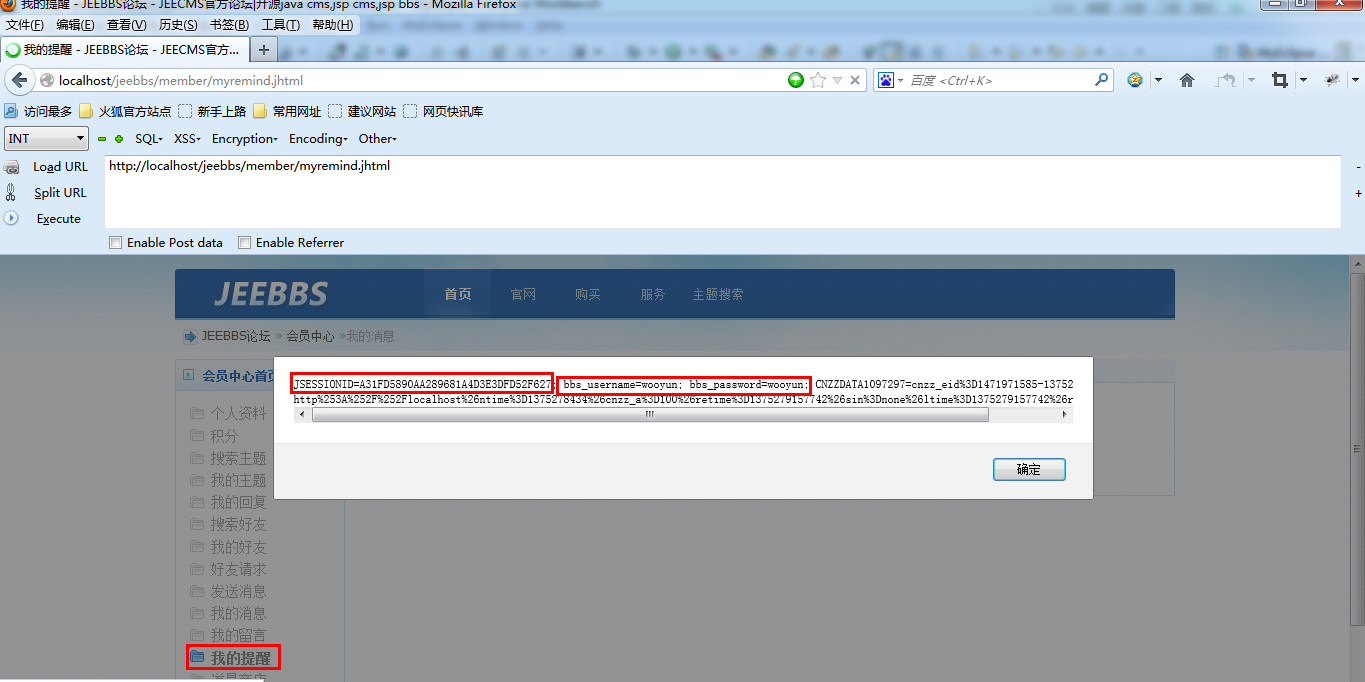 我的提醒 - JEEBBS论坛 - JEECMS官方论坛|开源java cms,jsp cms,jsp bbs - Mozilla Firefox
文件(F) 编辑(E) 查看(V) 历史(S) 书签(B) 工具(T) 帮助(H)
我的提醒 - JEEBBS论坛 - JEECMS官方... +
localhost/jeebbs/member/myremind.jhtml 百度 <Ctrl+K>
访问最多 火狐官方站点 新手上路 常用网址 建议网站 网页快讯库
INT SQL XSS Encryption Encoding Other
Load URL http://localhost/jeebbs/member/myremind.jhtml -
Split URL +
Execute
Enable Post data Enable Referrer
JEEBBS 首页 官网 购买 服务 主题搜索
JEEBBS论坛 » 会员中心 »我的消息
会员中心首页
JSESSIONID=A31FD5890AA289681A4D3E3DFD52F627; bbs_username=wooyun; bbs_password=wooyun; CNZZDATA1097297=cnzz_eid%3D1471971585-13752
http%253A%252F%252Flocalhost%26ntime%3D1375278434%26cnzz_a%3D100%26retime%3D1375279157742%26sin%3Dnone%26ltime%3D1375279157742%26r
确定
个人资料
积分
搜索主题
我的主题
我的回复
搜索好友
我的好友
好友请求
发送消息
我的消息
我的留言
我的提醒
道具商店